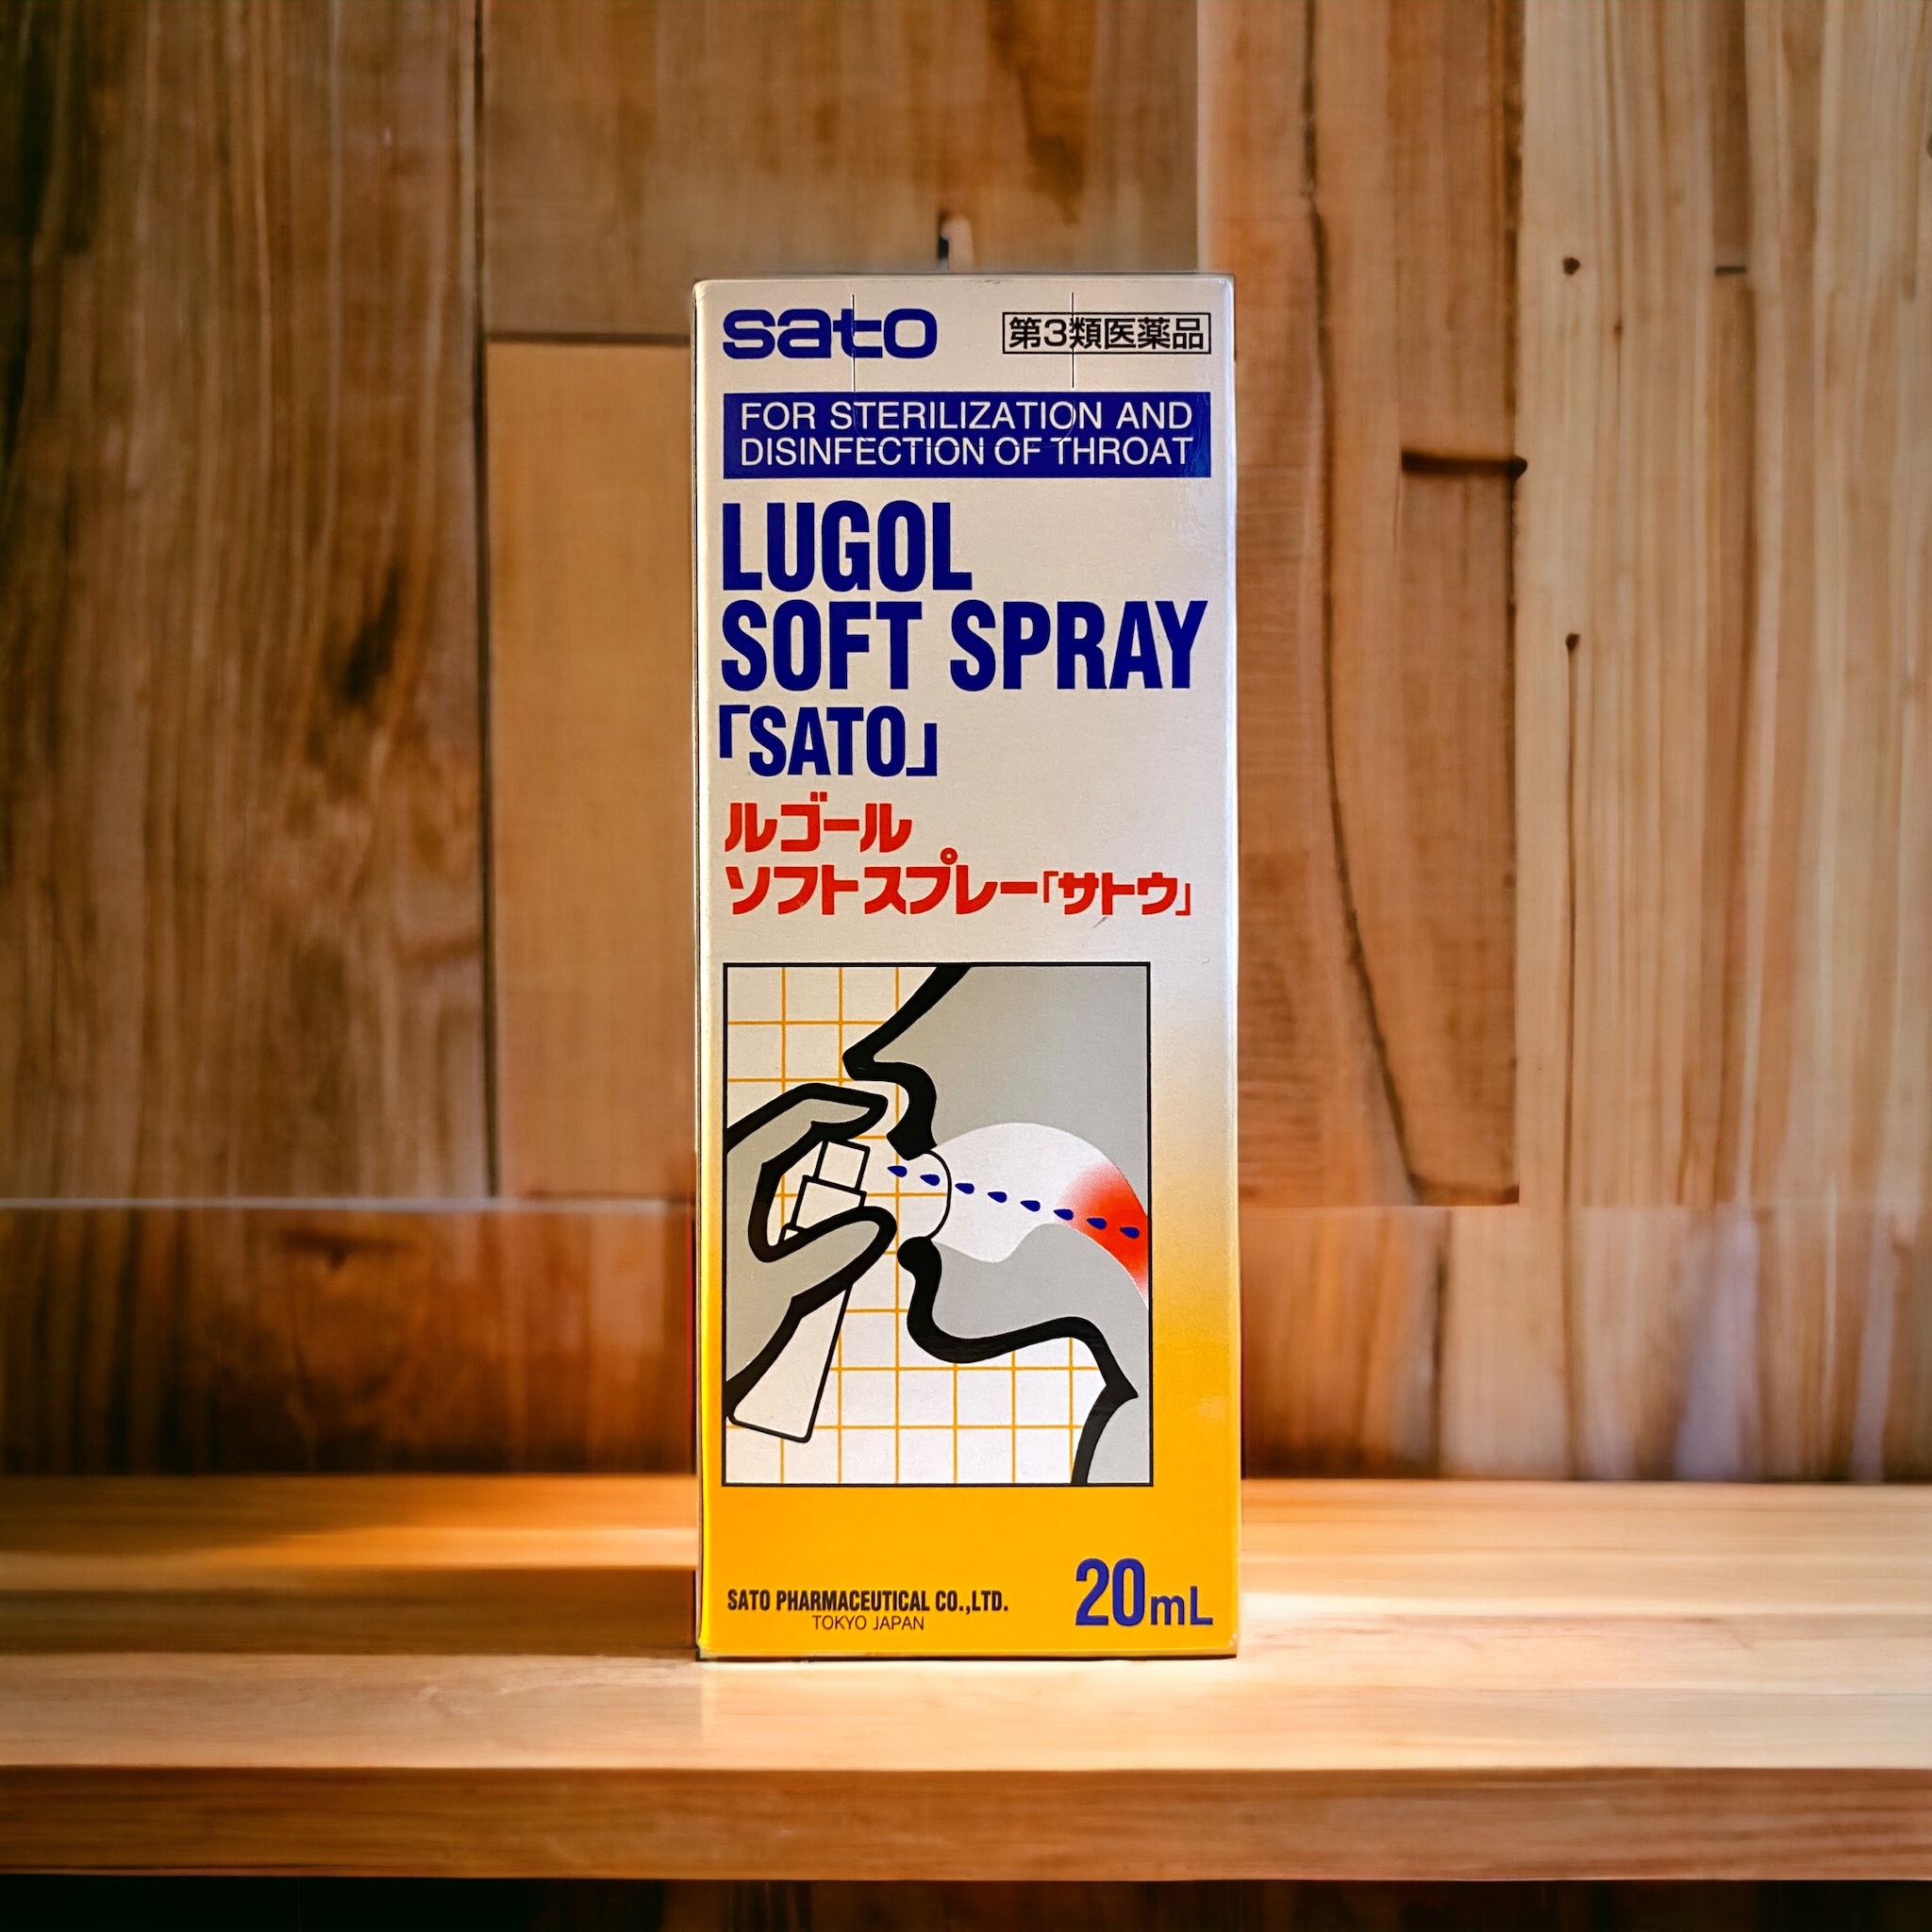 sato
第3類医薬品
FOR STERILIZATION AND
DISINFECTION OF THROAT
LUGOL
SOFT SPRAY
「SATO」
ルゴール
ソフトスプレー「サトウ」
SATO PHARMACEUTICAL CO.,LTD.
TOKYO JAPAN
20mL